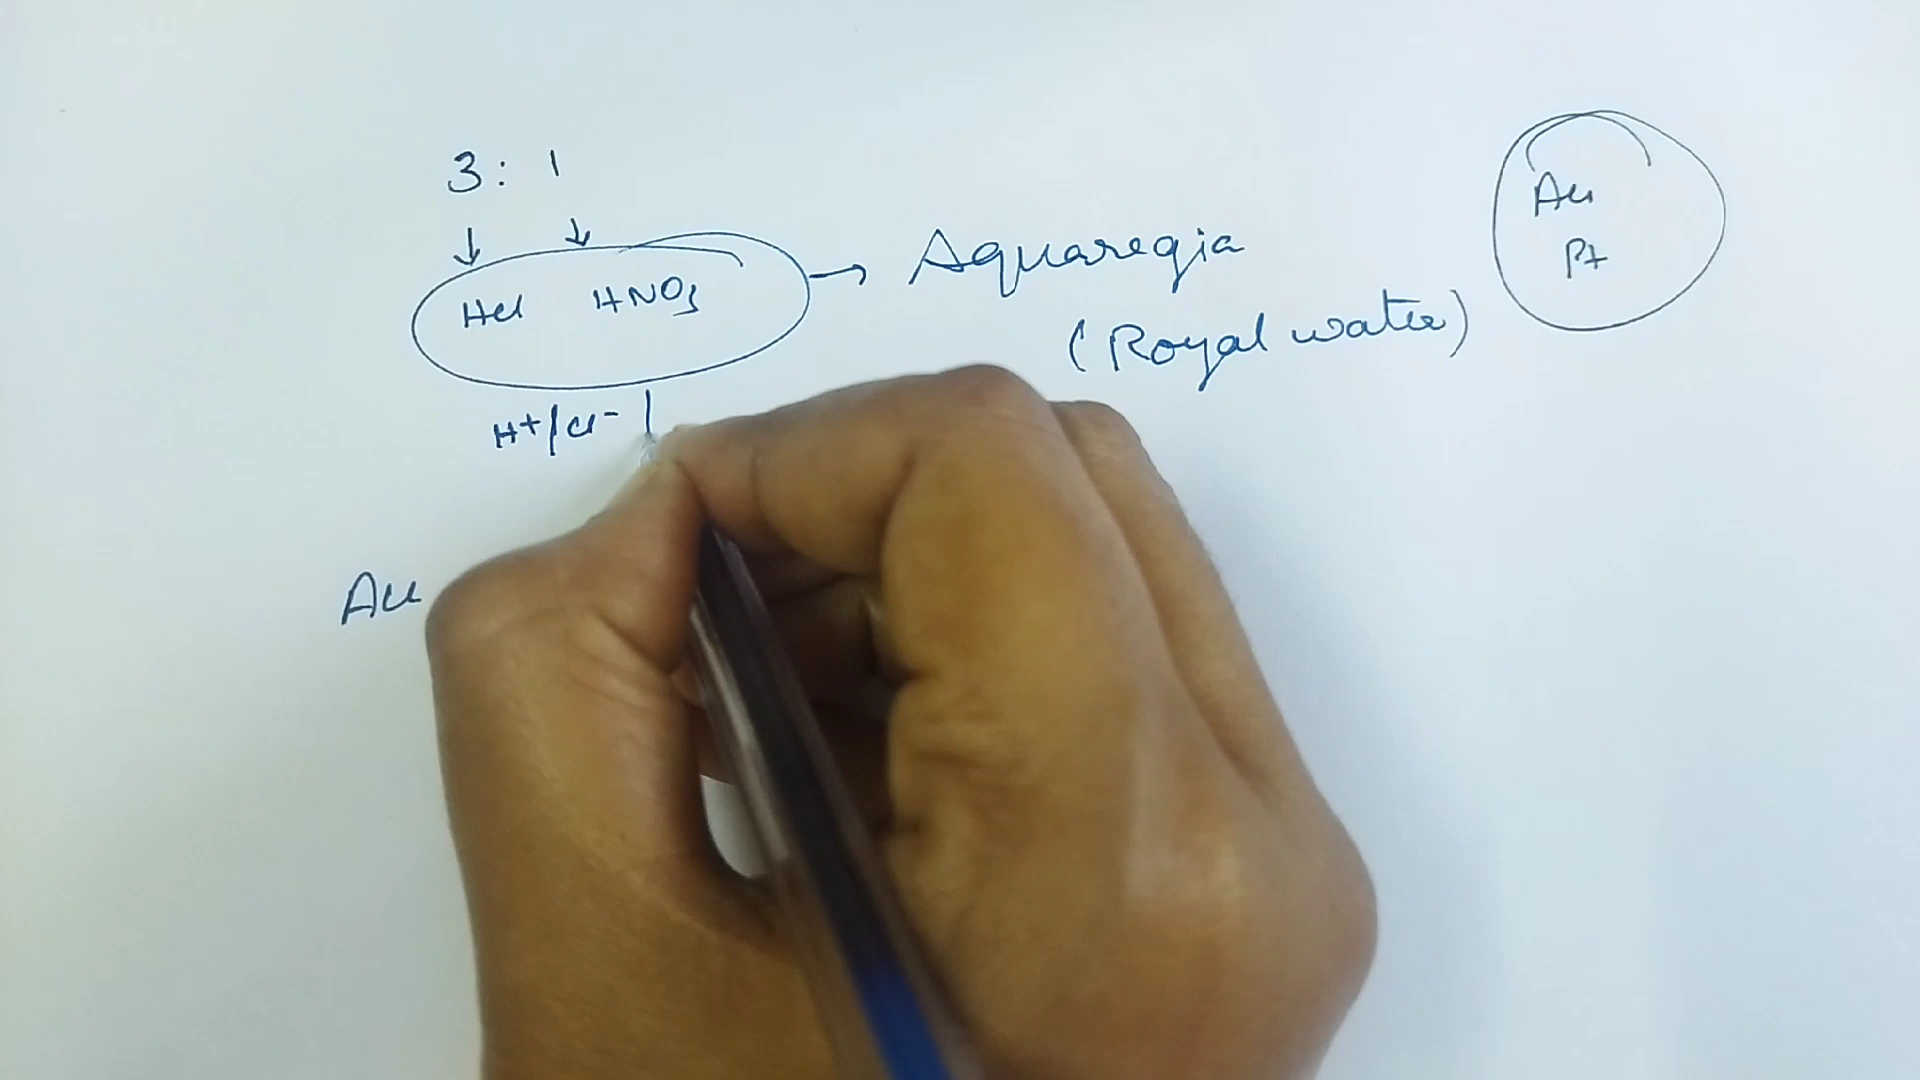 3 : 1
HCl HNO3 → Aquaregia
(Royal water)
Au
Pt
H+/Cl-
Au